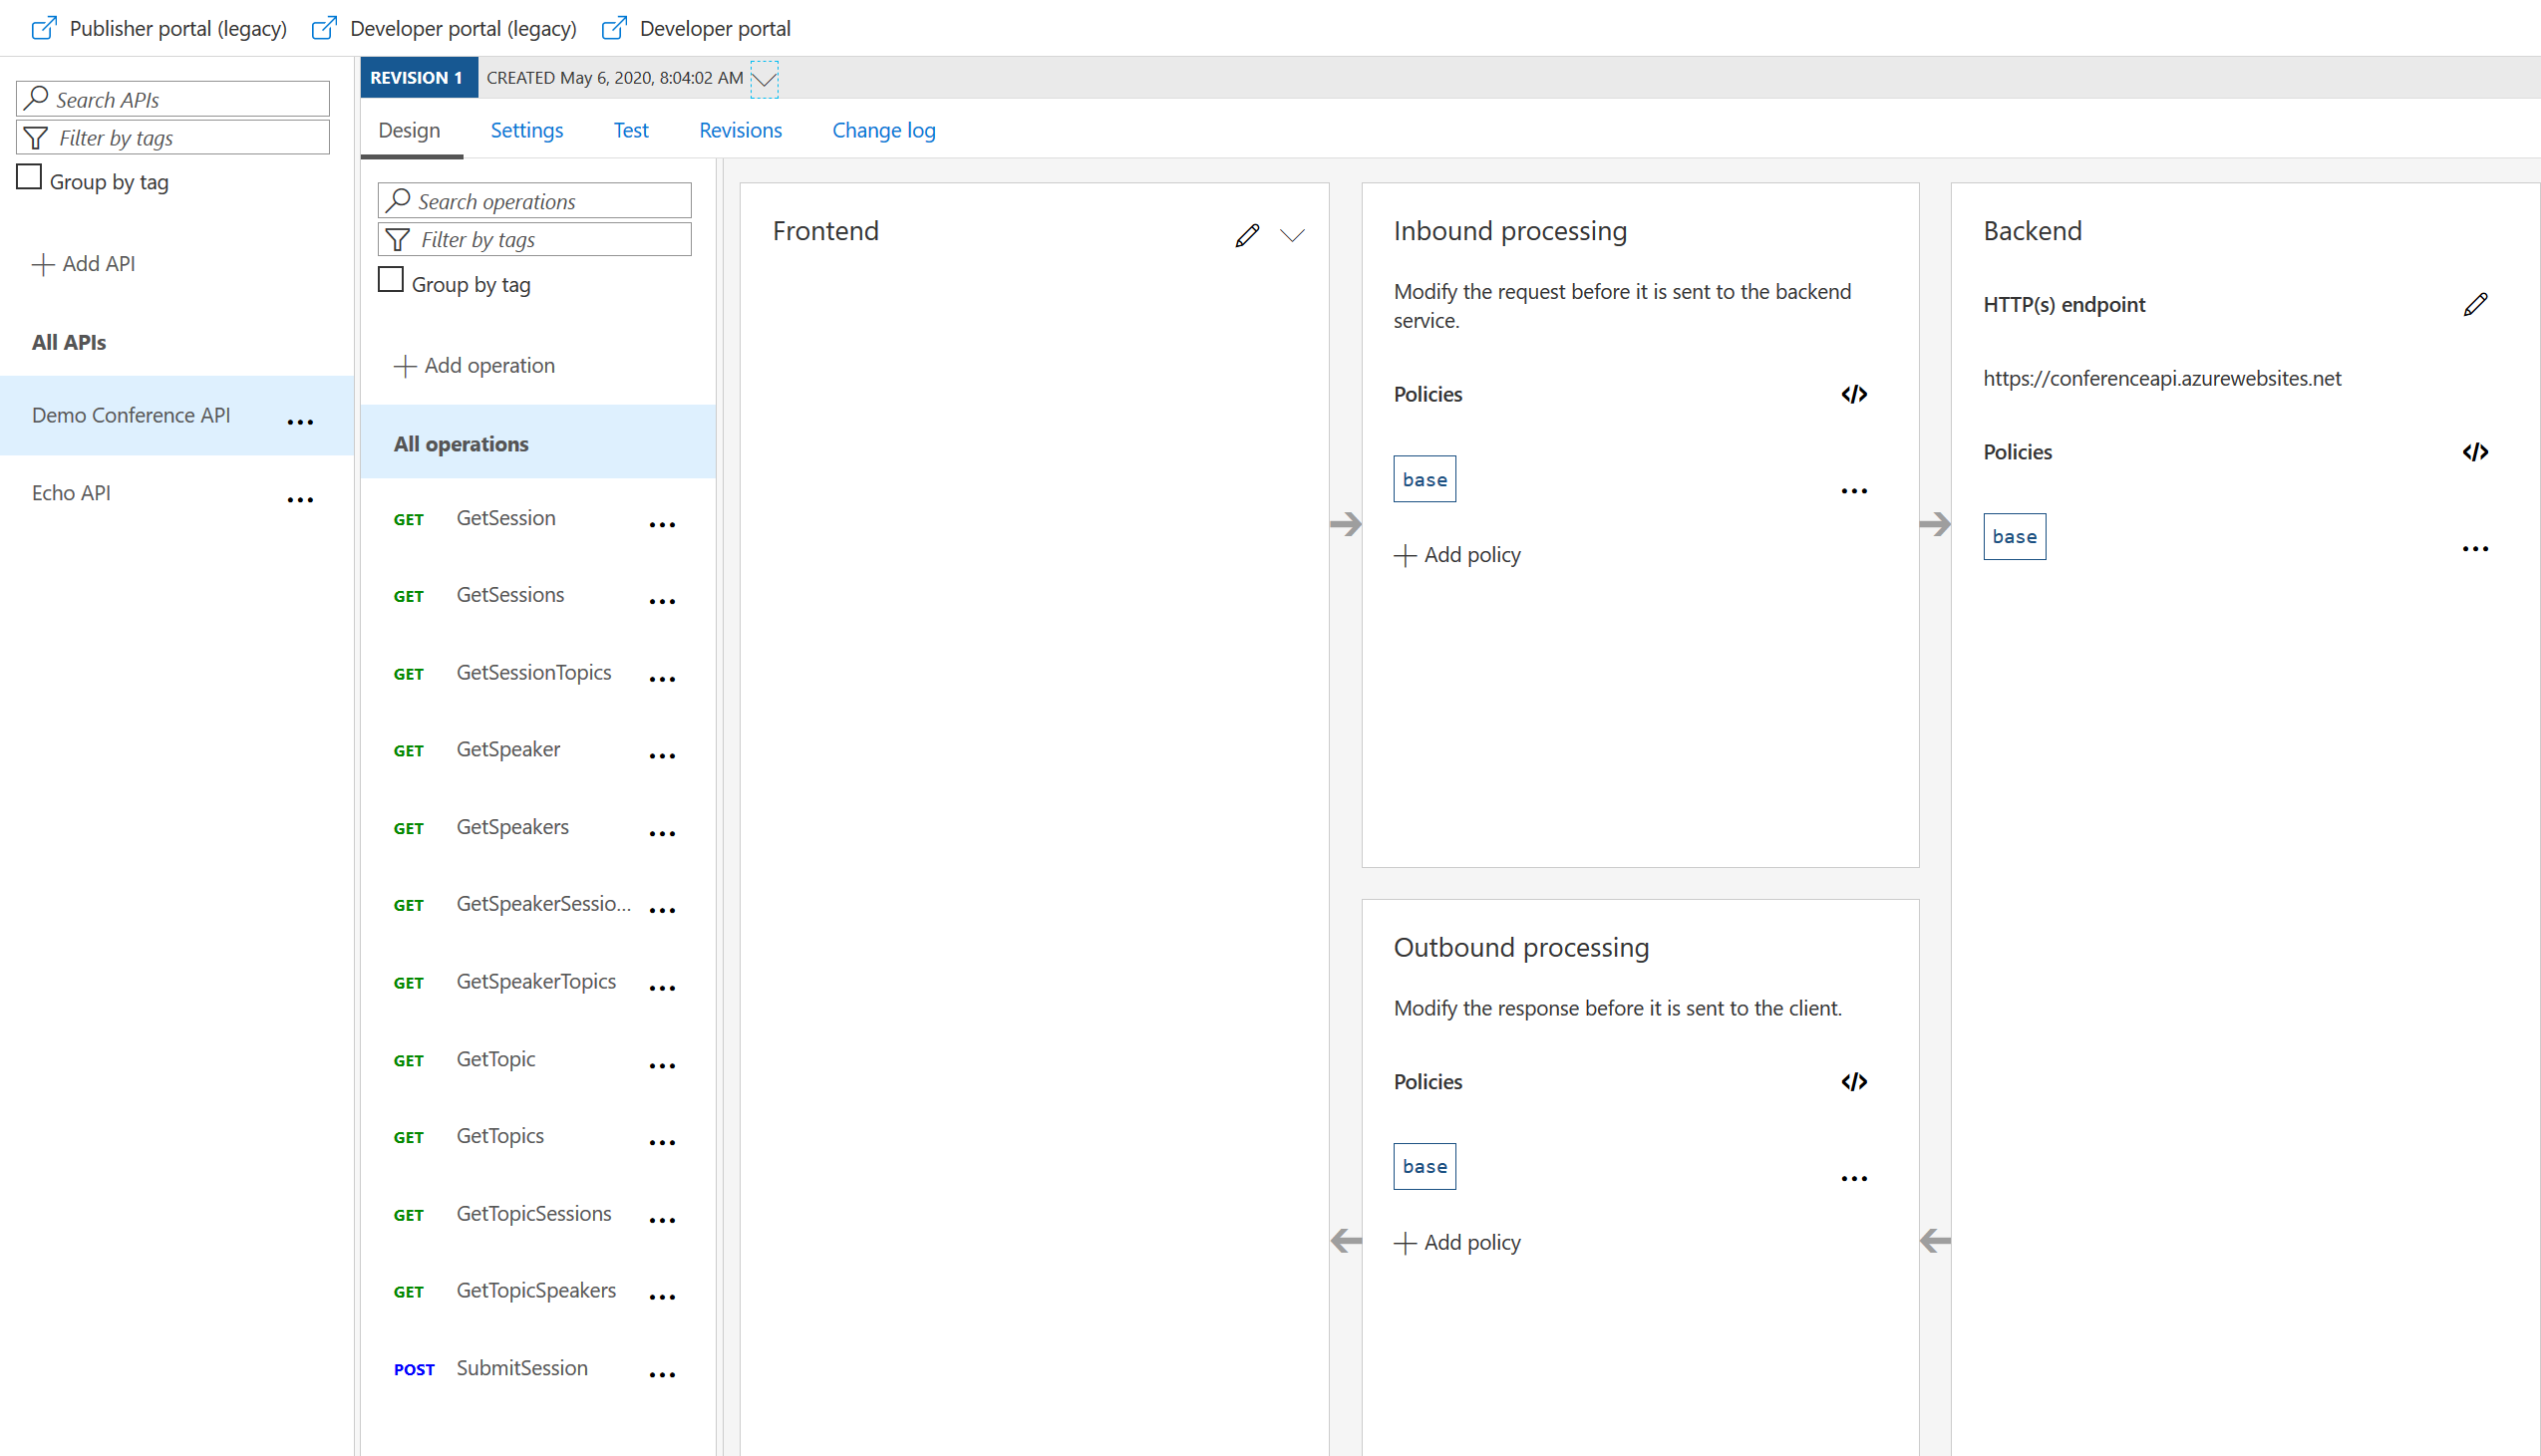 Publisher portal (legacy)
Developer portal (legacy)
Developer portal
Search APIs
Filter by tags
Group by tag
Add API
All APIs
Demo Conference API
Echo API
REVISION 1
CREATED May 6, 2020, 8:04:02 AM
Design
Settings
Test
Revisions
Change log
Search operations
Filter by tags
Group by tag
Add operation
All operations
GET GetSession
GET GetSessions
GET GetSessionTopics
GET GetSpeaker
GET GetSpeakers
GET GetSpeakerSessio...
GET GetSpeakerTopics
GET GetTopic
GET GetTopics
GET GetTopicSessions
GET GetTopicSpeakers
POST SubmitSession
Frontend
Inbound processing
Modify the request before it is sent to the backend
service.
Policies
base
Add policy
Outbound processing
Modify the response before it is sent to the client.
Policies
base
Add policy
Backend
HTTP(s) endpoint
https://conferenceapi.azurewebsites.net
Policies
base